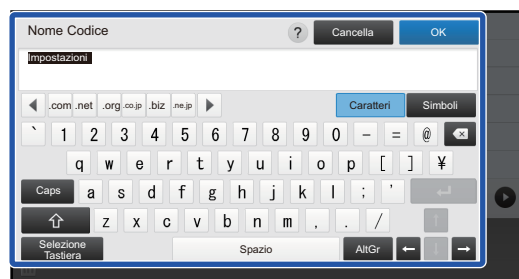 Nome Codice ? Cancella OK
Impostazioni
.com .net .org .co.jp .biz .ne.jp Caratteri Simboli
` 1 2 3 4 5 6 7 8 9 0 - = @
q w e r t y u i o p [ ] ¥
Caps a s d f g h j k l ; '
z x c v b n m , . /
Selezione
Tastiera
Spazio AltGr